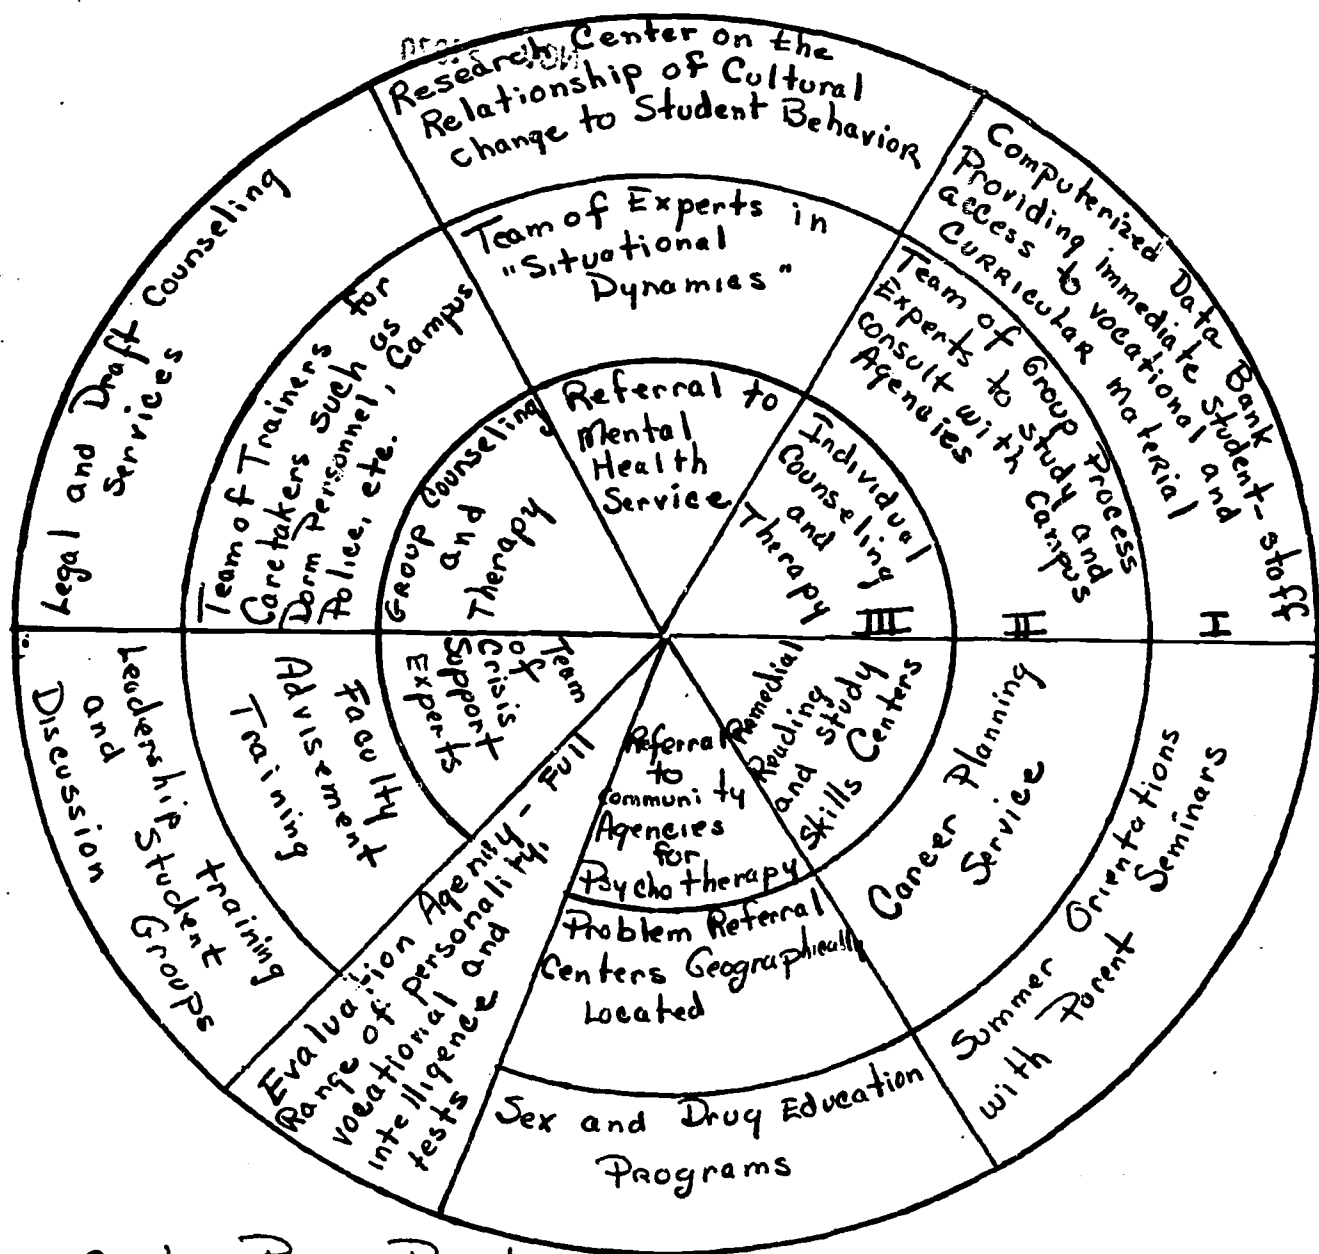 Research Center on the
Relationship of Cultural
change to Student Behavior
Computerized Data Bank
Providing immediate student-staff
access to vocational and
Curricular material
I
Legal and Draft Counseling
Services
Team of Experts in
"Situational
Dynamics"
Team of Group Process
Experts to study and
consult with Campus
Agencies
II
Team of Trainers for
Caretakers such as
Dorm Personnel, Campus
Police, etc.
Referral to
Mental
Health
Service
Individual
Counseling
and
Therapy
III
Group Counseling
and
Therapy
Team
of
Crisis
Support
Experts
Faculty
Advisement
Training
Leadership training
and Student
Discussion Groups
Evaluation Agency - Full
Range of personality,
vocational and
intelligence
tests
Referral
to
Community
Agencies
for
Psychotherapy
Problem Referral
Centers Geographically
Located
Sex and Drug Education
Programs
Remedial
Reading
and Study
Skills Centers
Career Planning
Service
Summer Orientations
with Parent Seminars